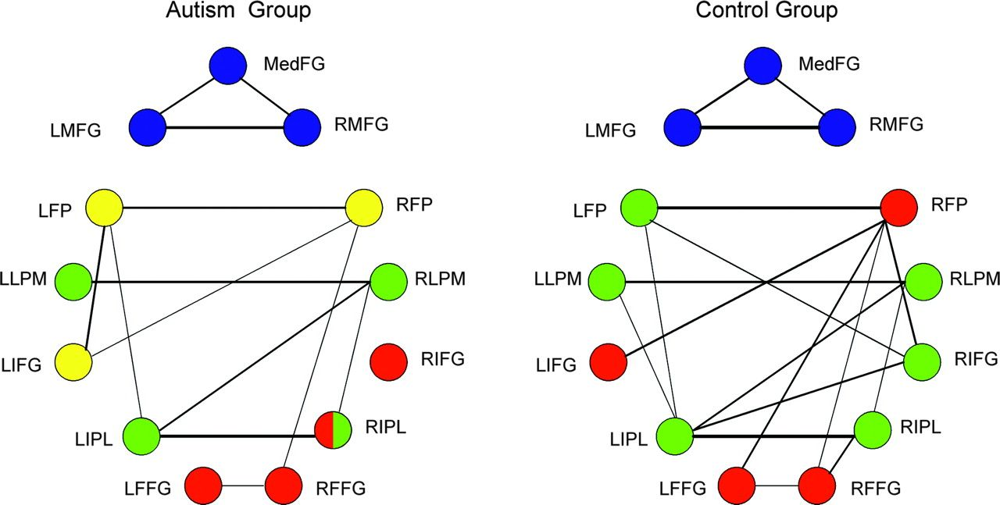 Autism Group
MedFG
LMFG
RMFG
LFP
RFP
LLPM
RLPM
LIFG
RIFG
LIPL
RIPL
LFFG
RFFG
Control Group
MedFG
LMFG
RMFG
LFP
RFP
LLPM
RLPM
LIFG
RIFG
LIPL
RIPL
LFFG
RFFG